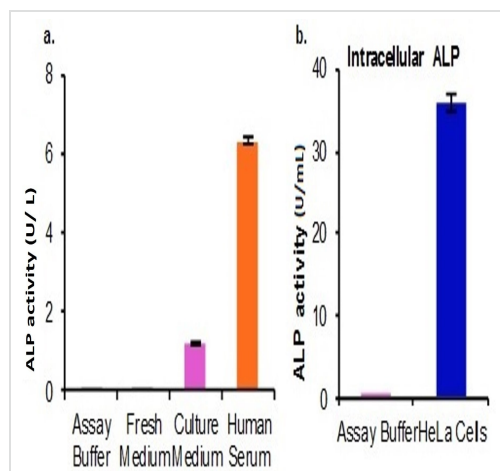 a.
ALP activity (U/ L)
8
6
4
2
0
Assay Buffer
Fresh Medium
Culture Medium
Human Serum
b.
Intracellular ALP
ALP activity (U/mL)
40
30
20
10
0
Assay Buffer
HeLa Cells